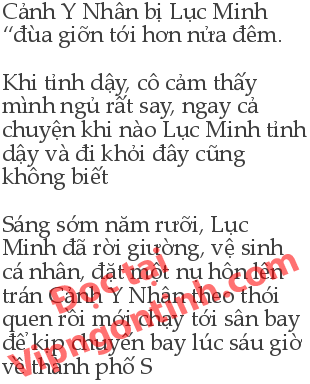 Cảnh Y Nhân bị Lục Minh
“đùa giỡn tới hơn nửa đêm.
Khi tỉnh dậy, cô cảm thấy
mình ngủ rất say, ngay cả
chuyện khi nào Lục Minh tỉnh
dậy và đi khỏi đây cũng
không biết
Sáng sớm năm rưỡi, Lục
Minh đã rời giường, vệ sinh
cá nhân, đặt một nụ hôn lên
trán Cảnh Y Nhân theo thói
quen rồi mới chạy tới sân bay
để kịp chuyến bay lúc sáu giờ
về thành phố S
Đọc tại
Vipngontinh.com